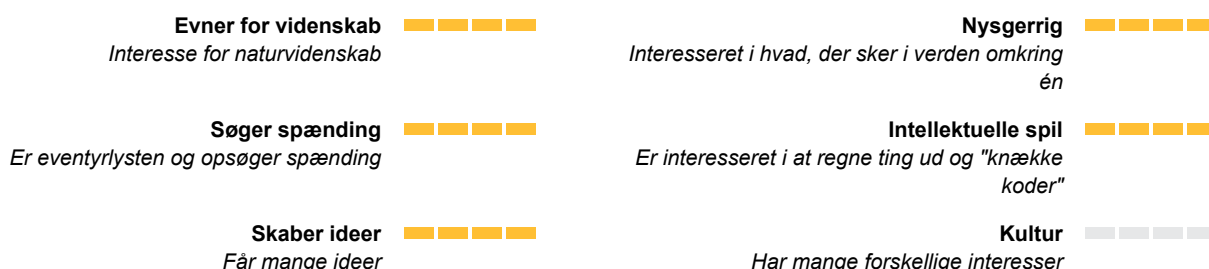 Evner for videnskab
Interesse for naturvidenskab
Søger spænding
Er eventyrlysten og opsøger spænding
Skaber ideer
Får mange ideer
Nysgerrig
Interesseret i hvad, der sker i verden omkring
én
Intellektuelle spil
Er interesseret i at regne ting ud og "knække
koder"
Kultur
Har mange forskellige interesser